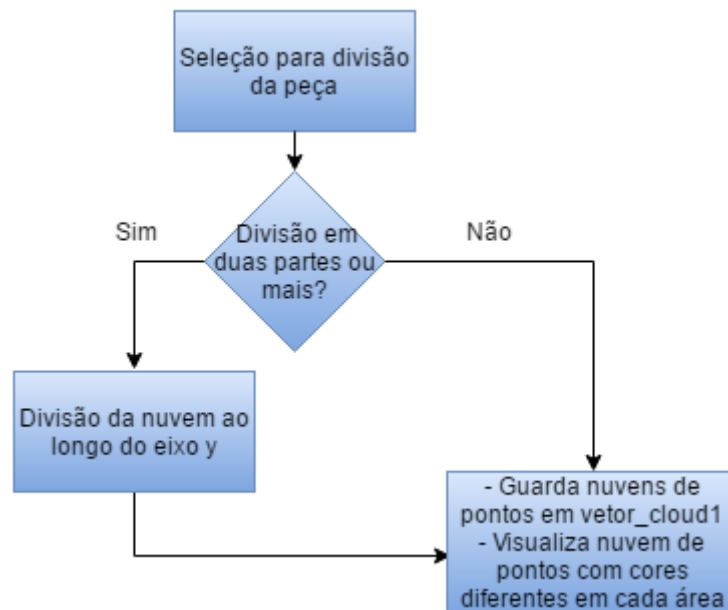 Seleção para divisão
da peça
Sim
Divisão em
duas partes ou
mais?
Não
Divisão da nuvem ao
longo do eixo y
- Guarda nuvens de
pontos em vetor_cloud1
- Visualiza nuvem de
pontos com cores
diferentes em cada área